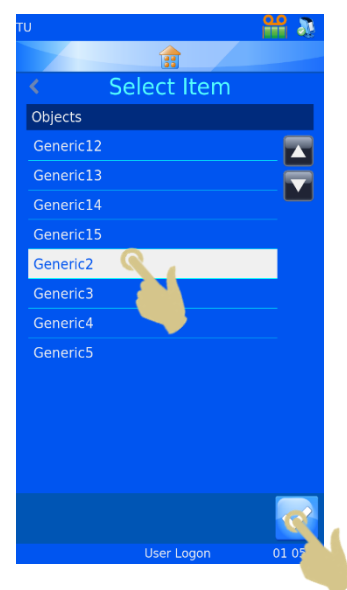 TU
Select Item
Objects
Generic12
Generic13
Generic14
Generic15
Generic2
Generic3
Generic4
Generic5
User Logon 01 05